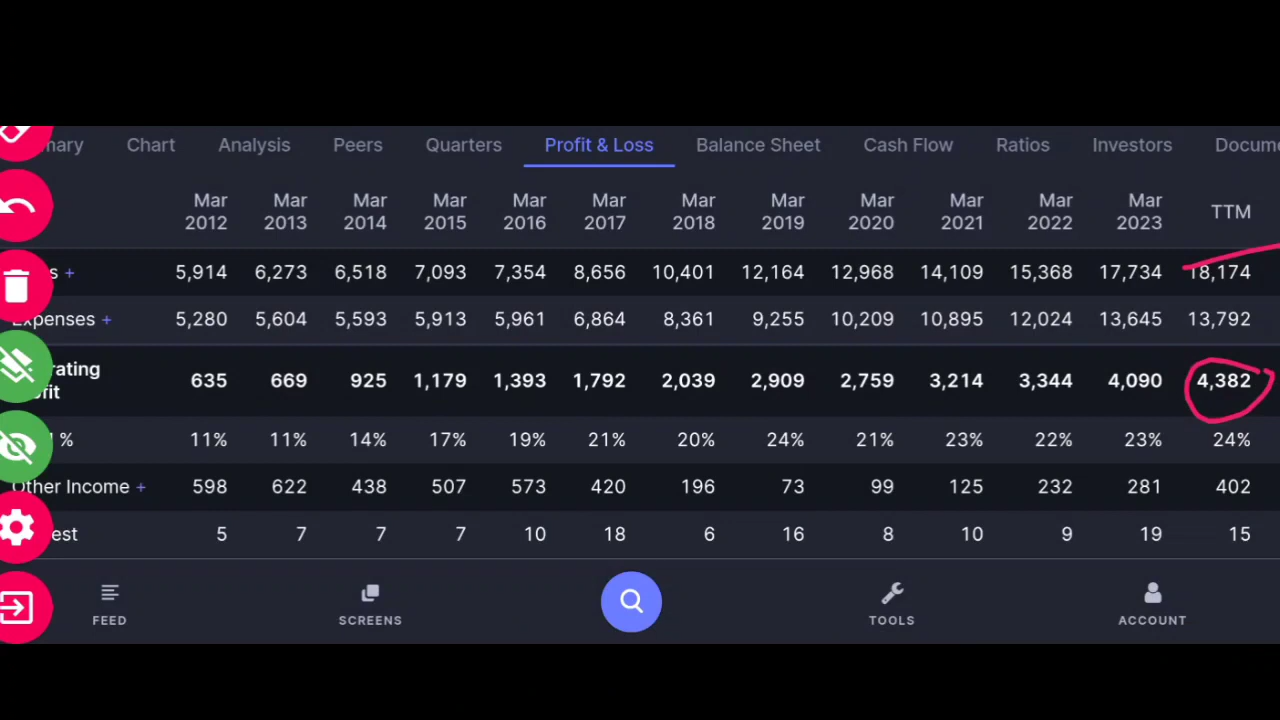 Chart Analysis Peers Quarters Profit & Loss Balance Sheet Cash Flow Ratios Investors
Mar 2012 Mar 2013 Mar 2014 Mar 2015 Mar 2016 Mar 2017 Mar 2018 Mar 2019 Mar 2020 Mar 2021 Mar 2022 Mar 2023 TTM
+ 5,914 6,273 6,518 7,093 7,354 8,656 10,401 12,164 12,968 14,109 15,368 17,734 18,174
Expenses + 5,280 5,604 5,593 5,913 5,961 6,864 8,361 9,255 10,209 10,895 12,024 13,645 13,792
635 669 925 1,179 1,393 1,792 2,039 2,909 2,759 3,214 3,344 4,090 4,382
% 11% 11% 14% 17% 19% 21% 20% 24% 21% 23% 22% 23% 24%
Other Income + 598 622 438 507 573 420 196 73 99 125 232 281 402
5 7 7 7 10 18 6 16 8 10 9 19 15
FEED SCREENS TOOLS ACCOUNT